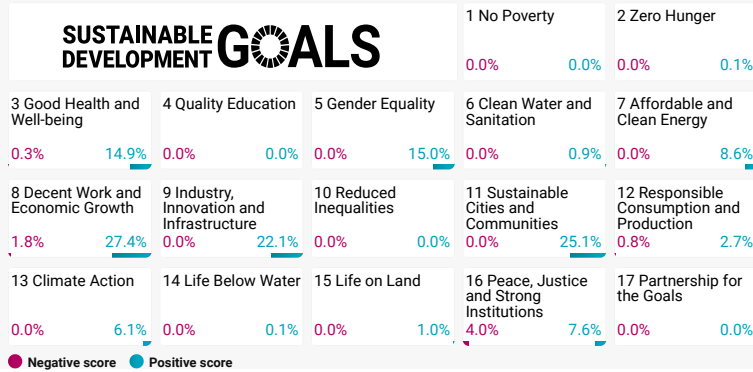 SUSTAINABLE
DEVELOPMENT
GOALS
1 No Poverty
0.0% 0.0%
2 Zero Hunger
0.0% 0.1%
3 Good Health and
Well-being
0.3% 14.9%
4 Quality Education
0.0% 0.0%
5 Gender Equality
0.0% 15.0%
6 Clean Water and
Sanitation
0.0% 0.9%
7 Affordable and
Clean Energy
0.0% 8.6%
8 Decent Work and
Economic Growth
1.8% 27.4%
9 Industry,
Innovation and
Infrastructure
0.0% 22.1%
10 Reduced
Inequalities
0.0% 0.0%
11 Sustainable
Cities and
Communities
0.0% 25.1%
12 Responsible
Consumption and
Production
0.8% 2.7%
13 Climate Action
0.0% 6.1%
14 Life Below Water
0.0% 0.1%
15 Life on Land
0.0% 1.0%
16 Peace, Justice
and Strong
Institutions
4.0% 7.6%
17 Partnership for
the Goals
0.0% 0.0%
Negative score Positive score